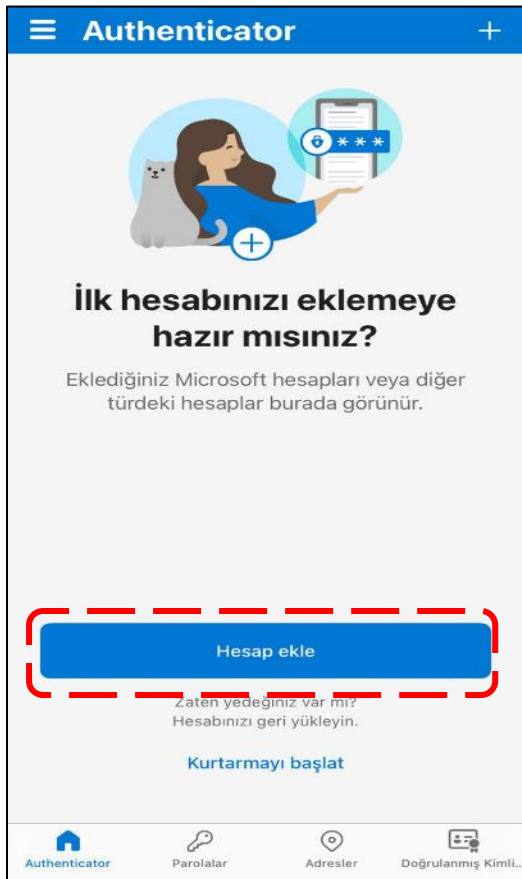 Authenticator
* * *
İlk hesabınızı eklemeye
hazır mısınız?
Eklediğiniz Microsoft hesapları veya diğer
türdeki hesaplar burada görünür.
Hesap ekle
Zaten yedeğiniz var mı?
Hesabınızı geri yükleyin.
Kurtarmayı başlat
Authenticator Parolalar Adresler Doğrulanmış Kimli..